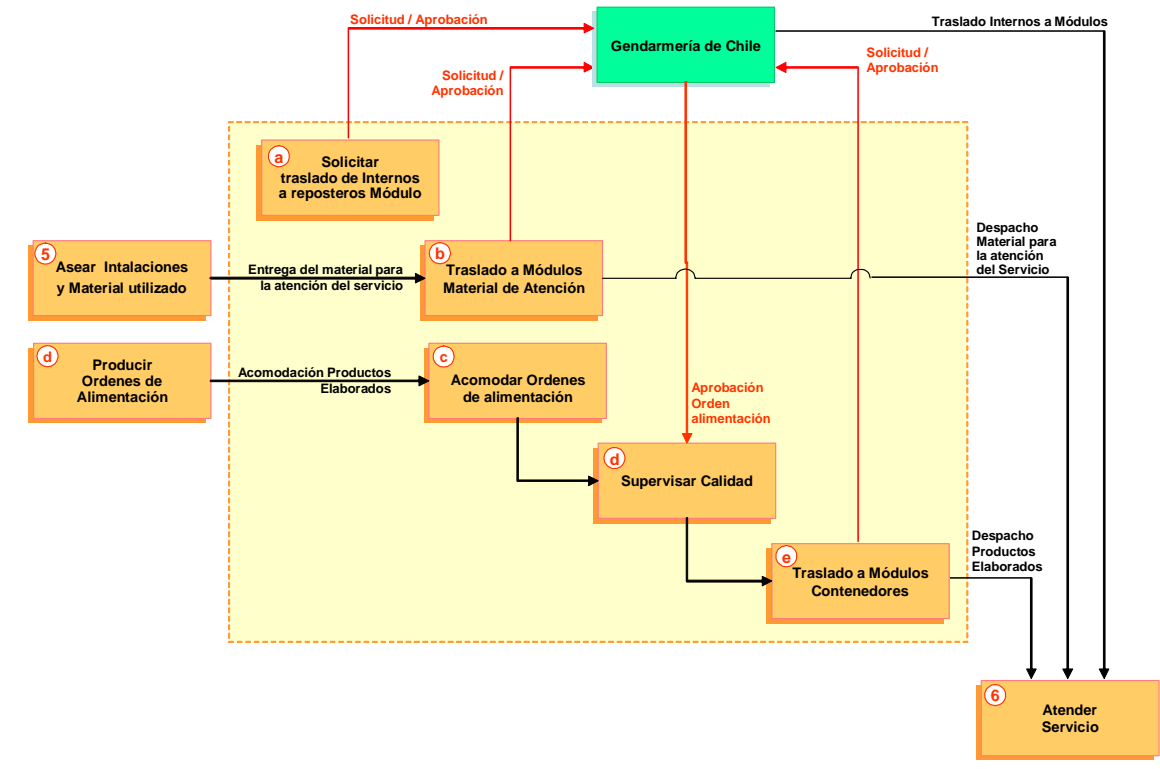 Solicitud / Aprobación
Gendarmería de Chile
Traslado Internos a Módulos
Solicitud /
Aprobación
Solicitud /
Aprobación
a
Solicitar
traslado de Internos
a reposteros Módulo
5
Asear Intalaciones
y Material utilizado
Entrega del material para
la atención del servicio
b
Traslado a Módulos
Material de Atención
Despacho
Material para
la atención
del Servicio
d
Producir
Ordenes de
Alimentación
Acomodación Productos
Elaborados
c
Acomodar Ordenes
de alimentación
Aprobación
Orden
alimentación
d
Supervisar Calidad
e
Traslado a Módulos
Contenedores
Despacho
Productos
Elaborados
6
Atender
Servicio